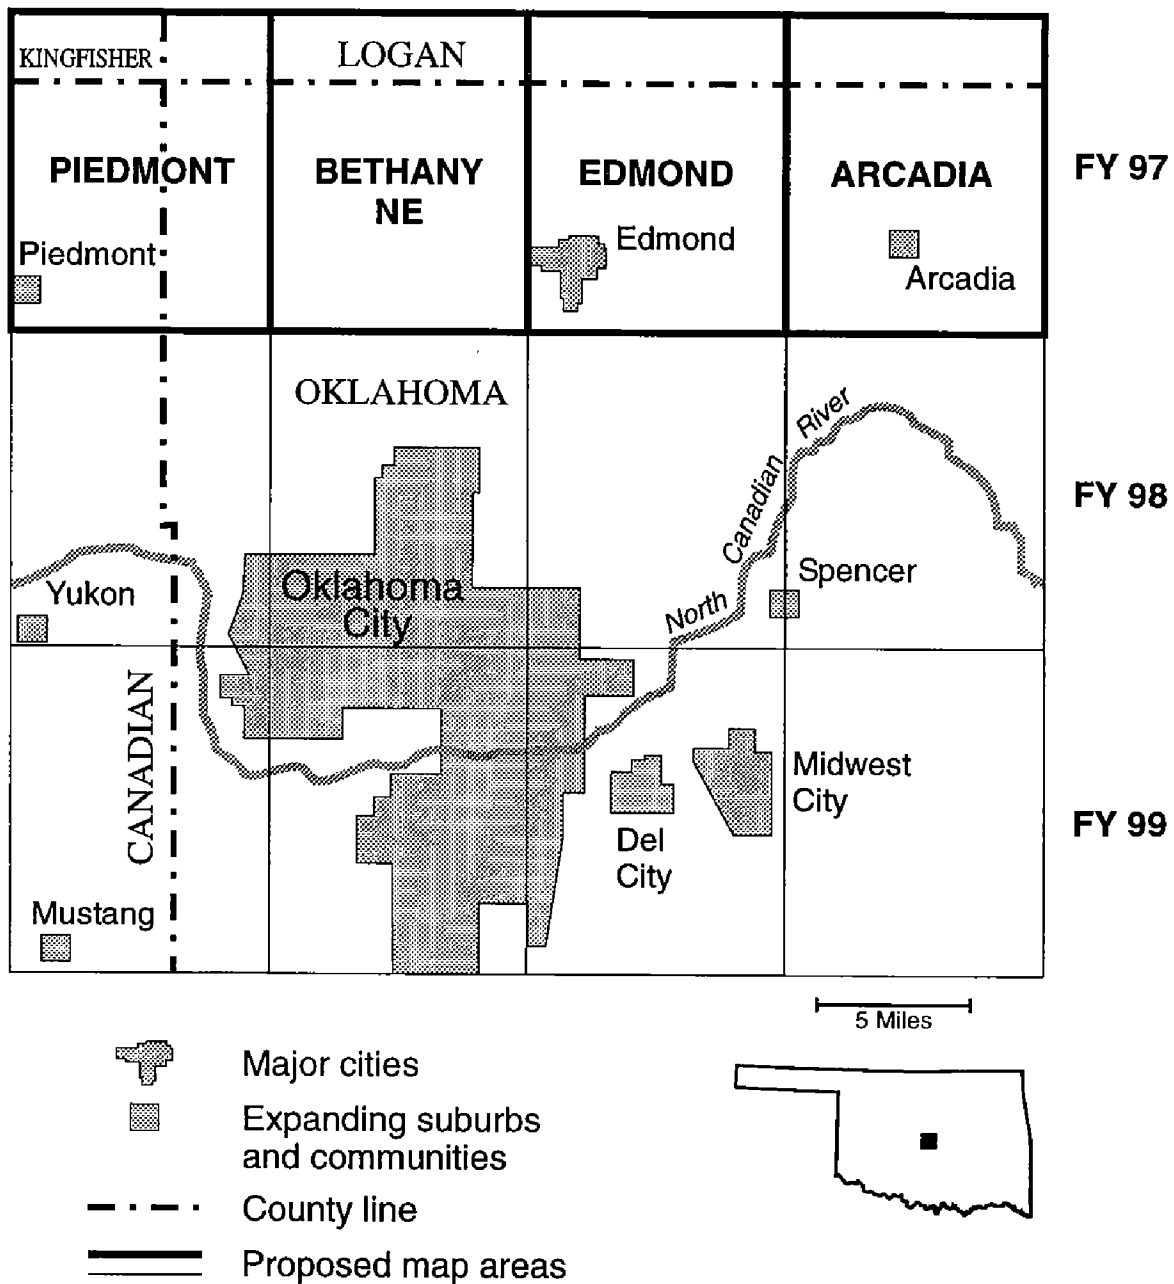 KINGFISHER
LOGAN
PIEDMONT
BETHANY
NE
EDMOND
ARCADIA
FY 97
Piedmont
Edmond
Arcadia
OKLAHOMA
North Canadian River
FY 98
Yukon
Oklahoma
City
Spencer
CANADIAN
Midwest
City
Del
City
FY 99
Mustang
5 Miles
Major cities
Expanding suburbs
and communities
County line
Proposed map areas